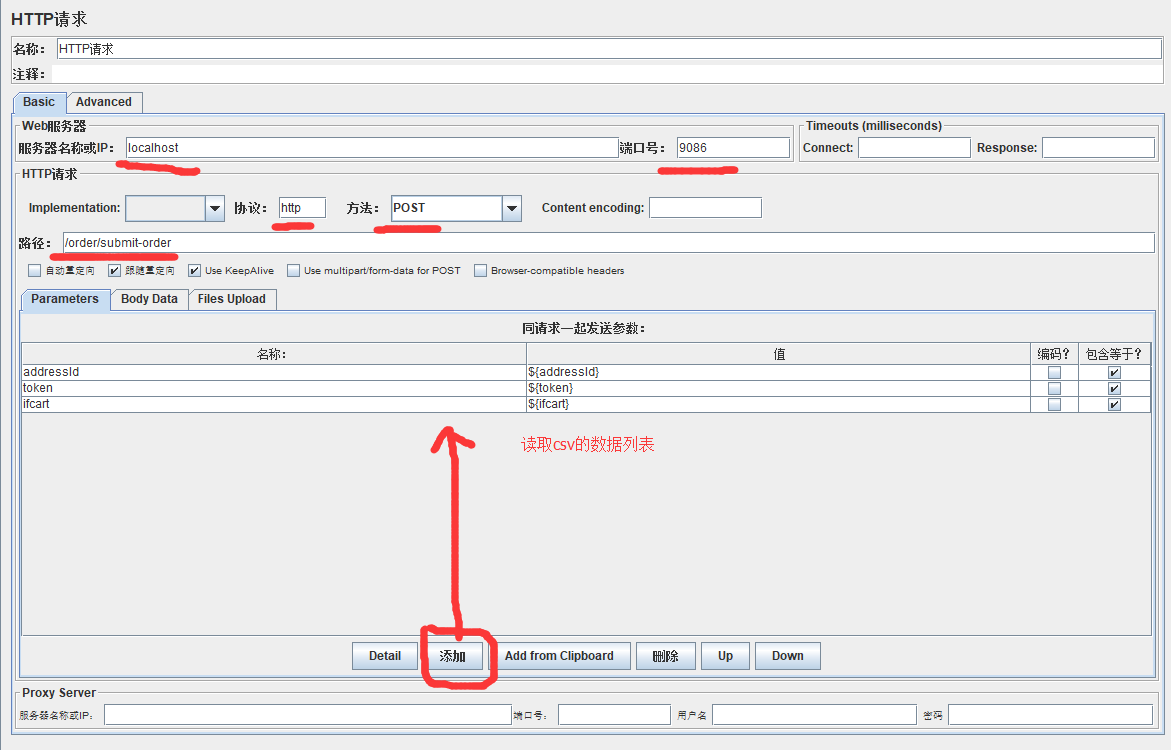 HTTP请求
名称： HTTP请求
注释：
Basic Advanced
Web服务器 Timeouts (milliseconds)
服务器名称或IP： localhost 端口号： 9086 Connect: Response:
HTTP请求
Implementation: 协议： http 方法： POST Content encoding:
路径： /order/submit-order
自动重定向 跟随重定向 Use KeepAlive Use multipart/form-data for POST Browser-compatible headers
Parameters Body Data Files Upload
同请求一起发送参数：
名称： 值 编码？ 包含等于？
addressId ${addressId}
token ${token}
ifcart ${ifcart}
读取csv的数据列表
Detail 添加 Add from Clipboard 删除 Up Down
Proxy Server
服务器名称或IP： 端口号： 用户名 密码